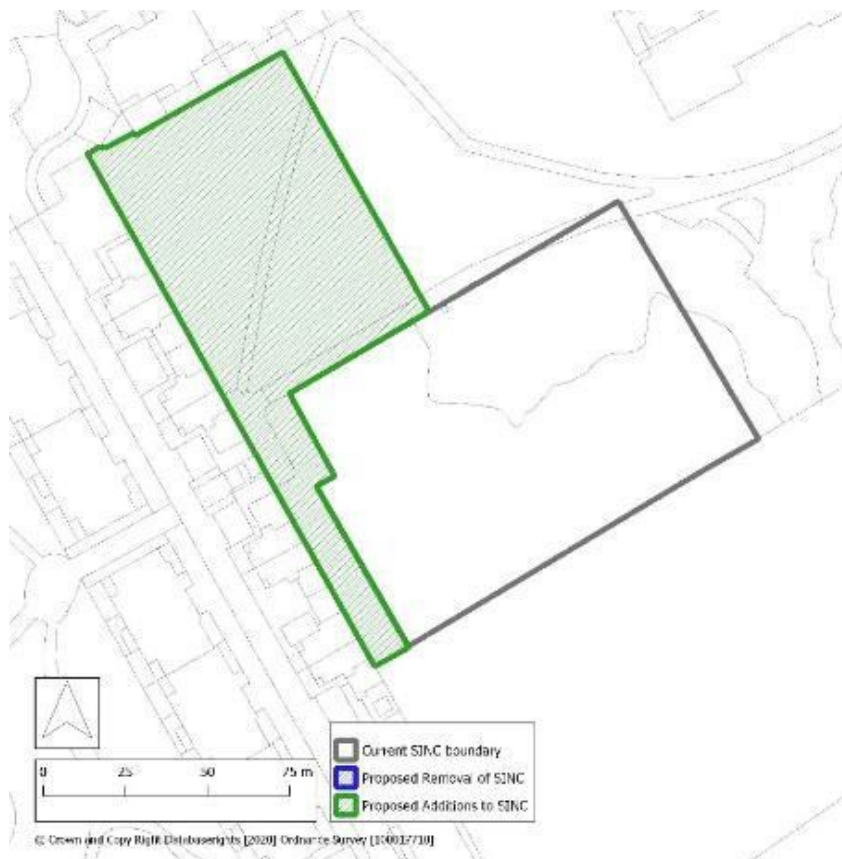 0 25 50 75 m
Current SINC boundary
Proposed Removal of SINC
Proposed Additions to SINC
© Crown and Copy Right Databaserights [2020] Ordnance Survey [100017710]